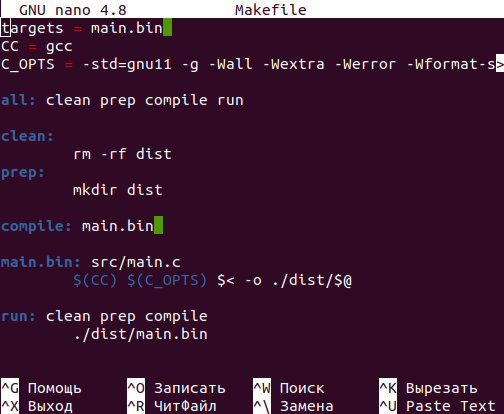 GNU nano 4.8 Makefile
targets = main.bin
CC = gcc
C_OPTS = -std=gnu11 -g -Wall -Wextra -Werror -Wformat-s>
all: clean prep compile run
clean:
rm -rf dist
prep:
mkdir dist
compile: main.bin
main.bin: src/main.c
$(CC) $(C_OPTS) $< -o ./dist/$@
run: clean prep compile
./dist/main.bin
^G Помощь ^O Записать ^W Поиск ^K Вырезать
^X Выход ^R ЧитФайл ^\ Замена ^U Paste Text